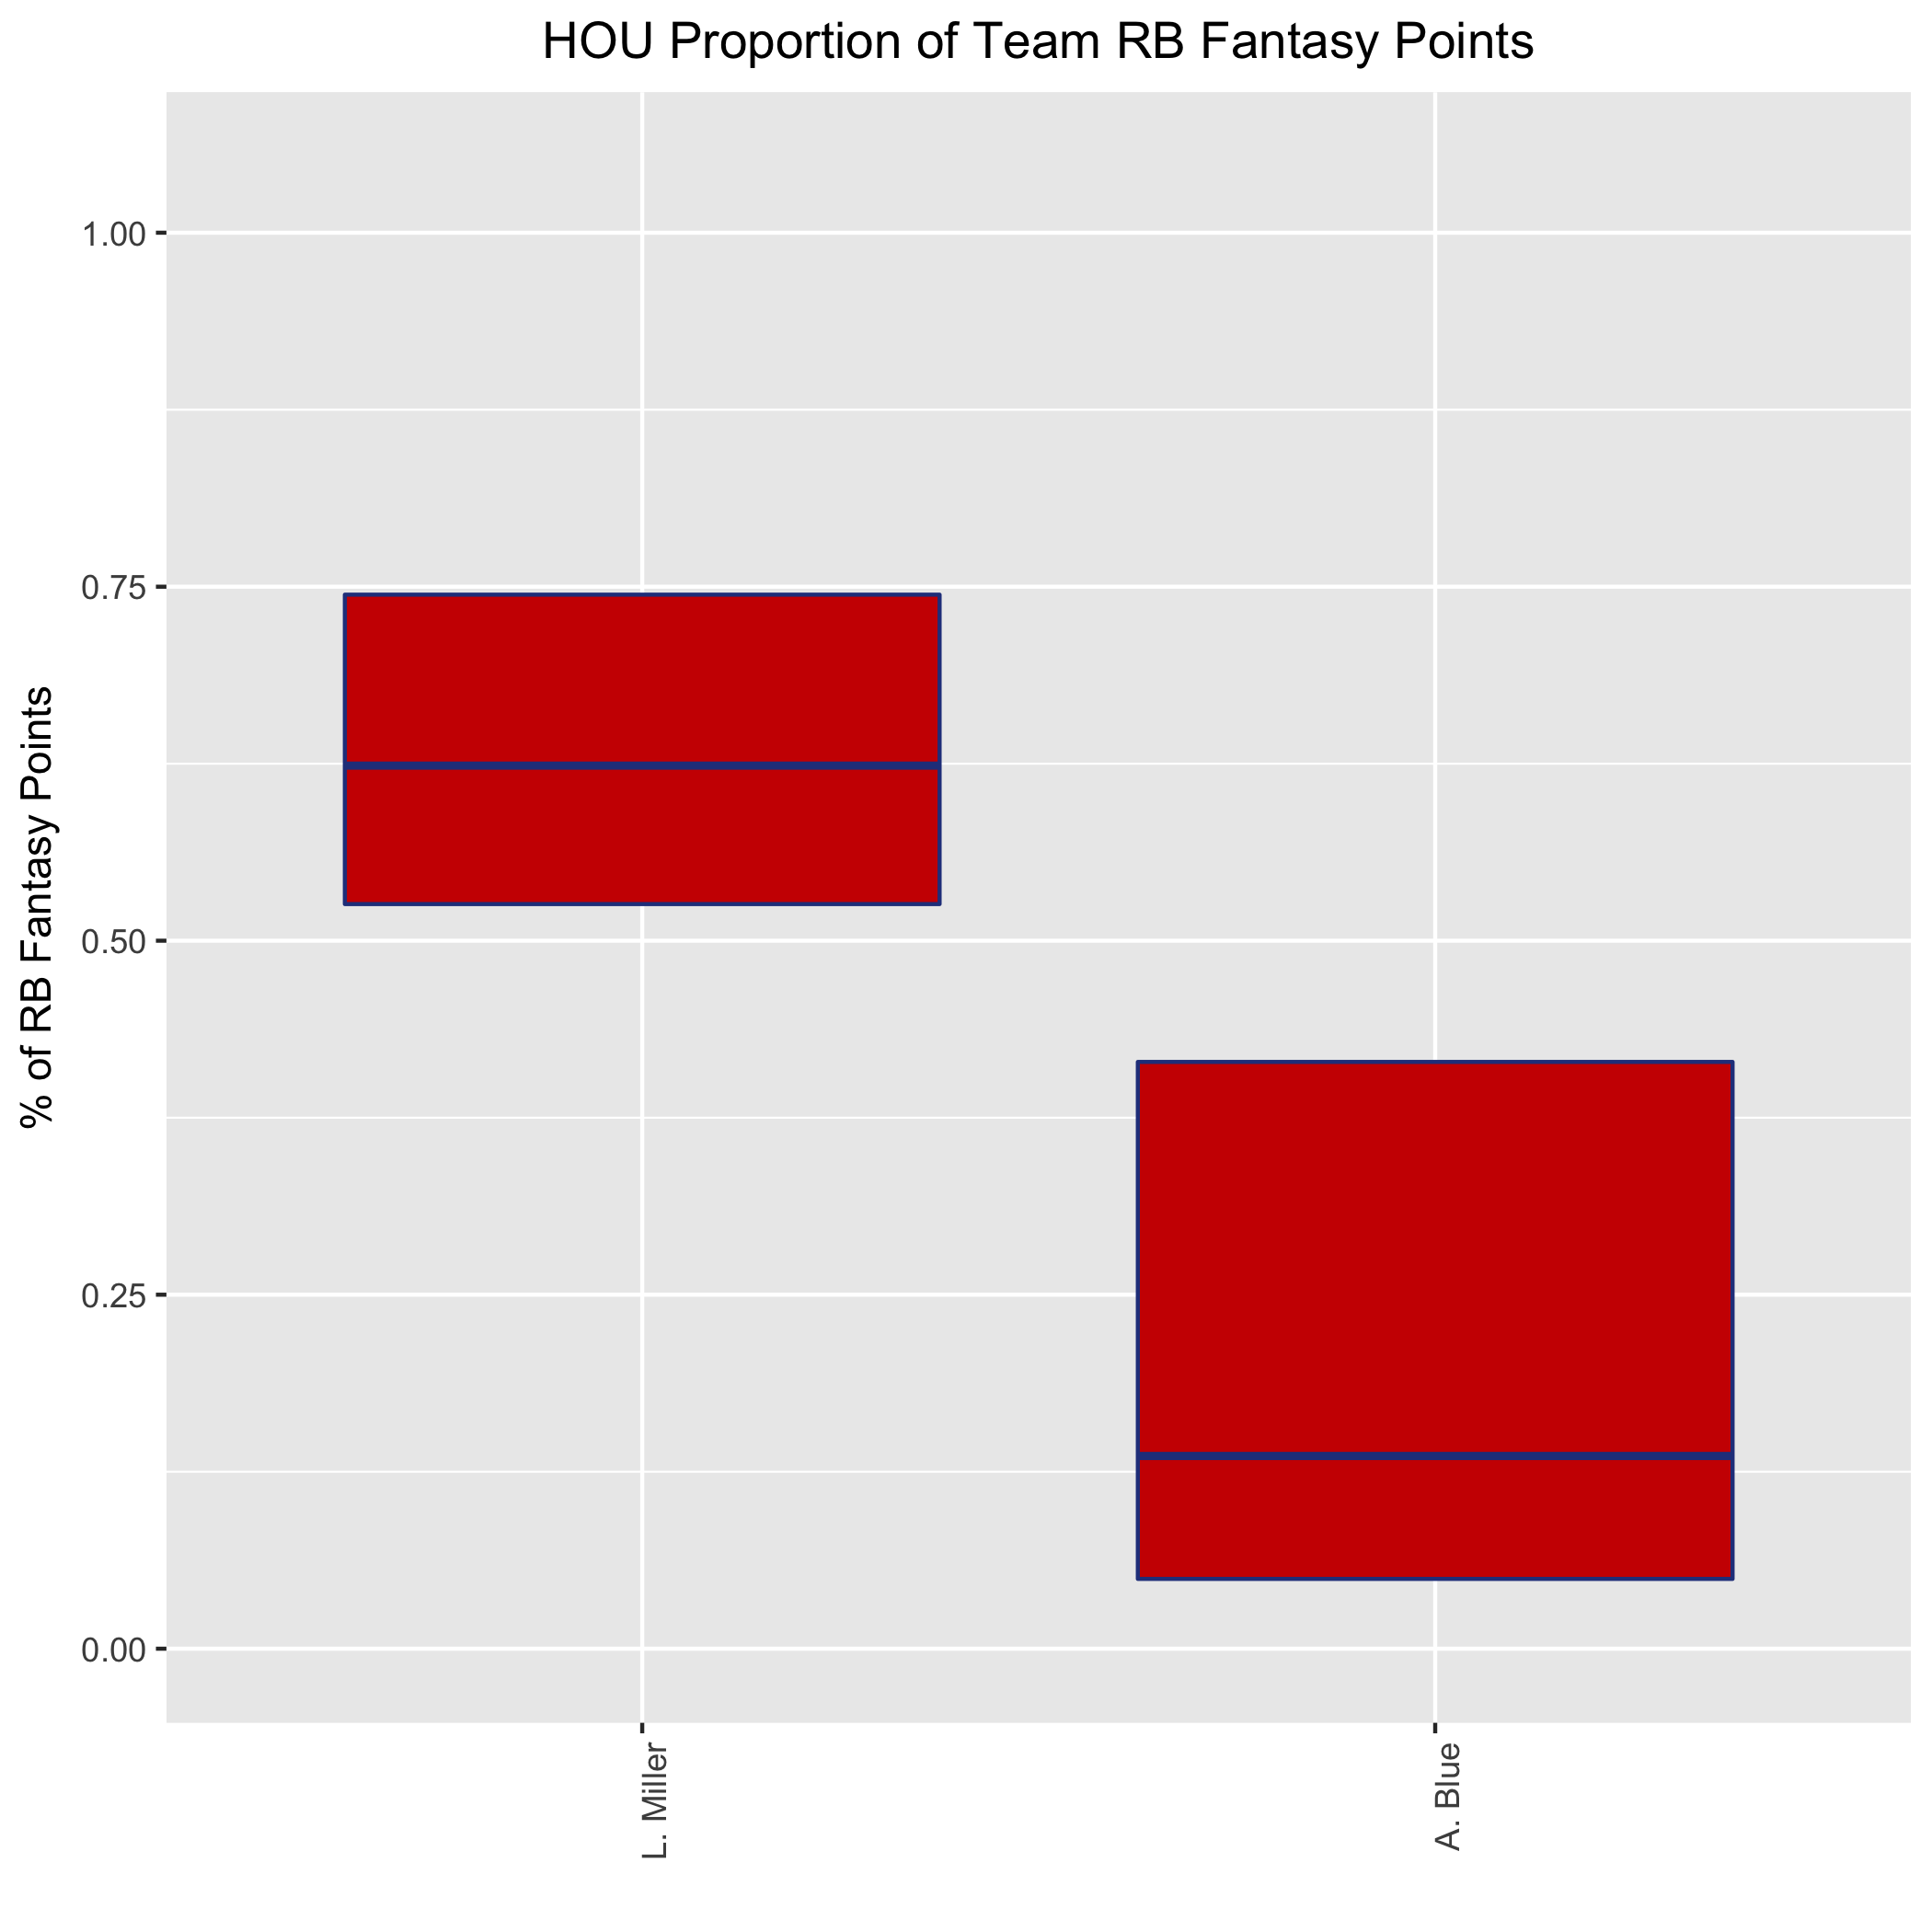 HOU Proportion of Team RB Fantasy Points
% of RB Fantasy Points
1.00
0.75
0.50
0.25
0.00
L. Miller
A. Blue